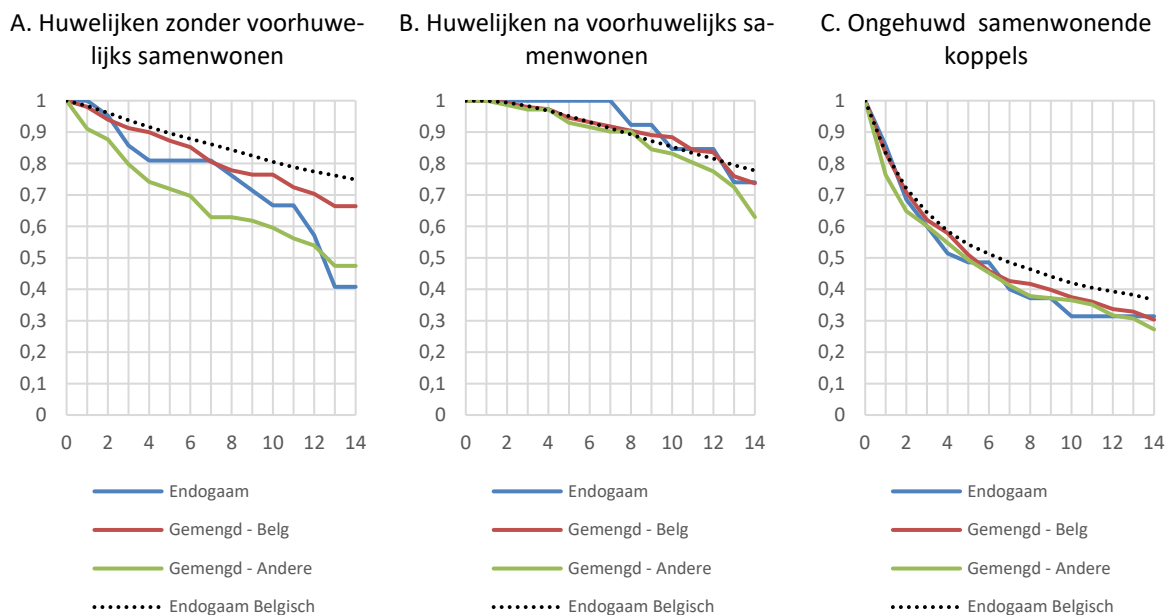 A. Huwelijken zonder voorhuwe-
lijks samenwonen
1
0,9
0,8
0,7
0,6
0,5
0,4
0,3
0,2
0,1
0
0 2 4 6 8 10 12 14
Endogaam
Gemengd - Belg
Gemengd - Andere
Endogaam Belgisch
B. Huwelijken na voorhuwelijks sa-
menwonen
1
0,9
0,8
0,7
0,6
0,5
0,4
0,3
0,2
0,1
0
0 2 4 6 8 10 12 14
Endogaam
Gemengd - Belg
Gemengd - Andere
Endogaam Belgisch
C. Ongehuwd samenwonende
koppels
1
0,9
0,8
0,7
0,6
0,5
0,4
0,3
0,2
0,1
0
0 2 4 6 8 10 12 14
Endogaam
Gemengd - Belg
Gemengd - Andere
Endogaam Belgisch